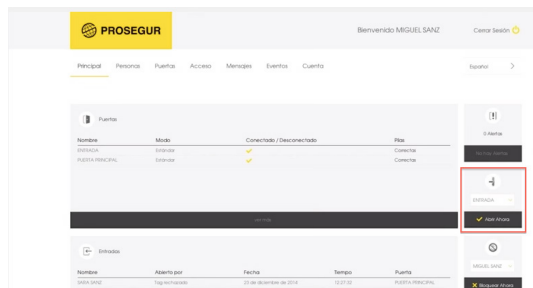 PROSEGUR
Bienvenido MIGUEL SANZ
Cerrar Sesión
Principal Personas Puertas Acceso Mensajes Eventos Cuenta
Español
Puertas
Nombre Modo Conectado / Desconectado Pilas
ENTRADA Estándar Correctas
PUERTA PRINCIPAL Estándar Correctas
0 Alertas
ENTRADA
Abrir Ahora
Entradas
Nombre Abierto por Fecha Tiempo Puerta
SARA SANZ Tag reemplazado 23 de diciembre de 2014 PUERTA PRINCIPAL
MIGUEL SANZ
Bloquear Ahora